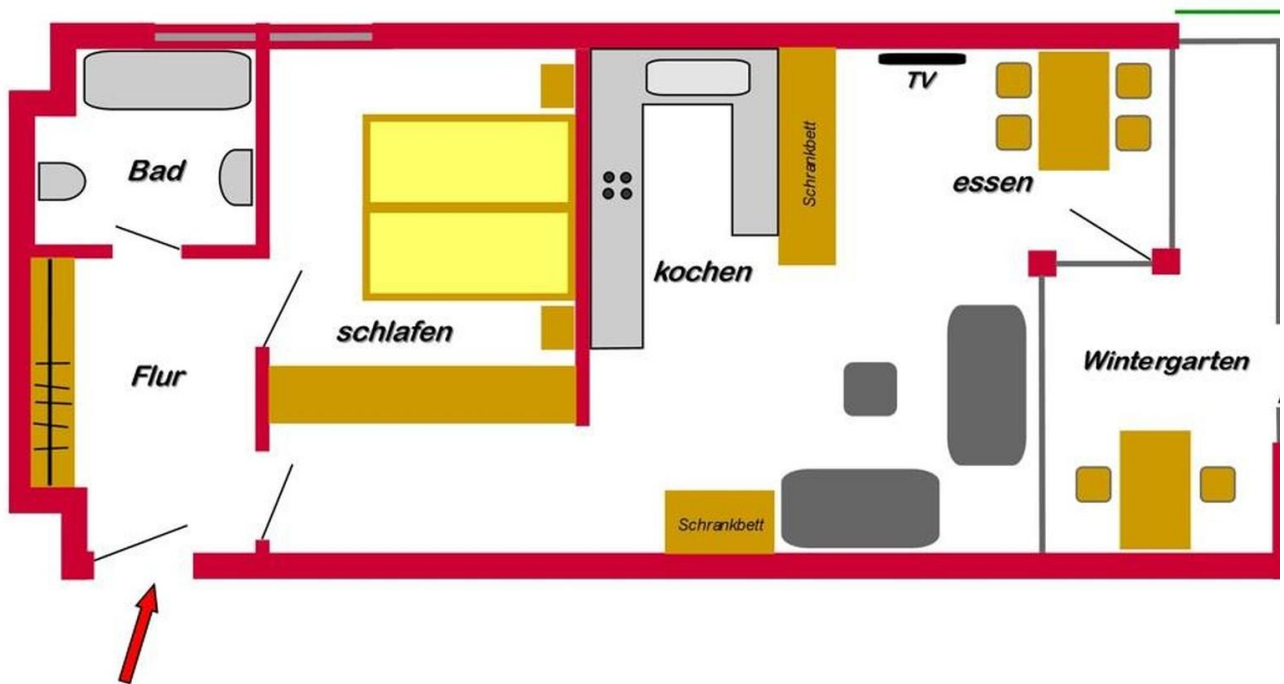 TV
Schrankbett
Bad
essen
kochen
schlafen
Flur
Wintergarten
Schrankbett